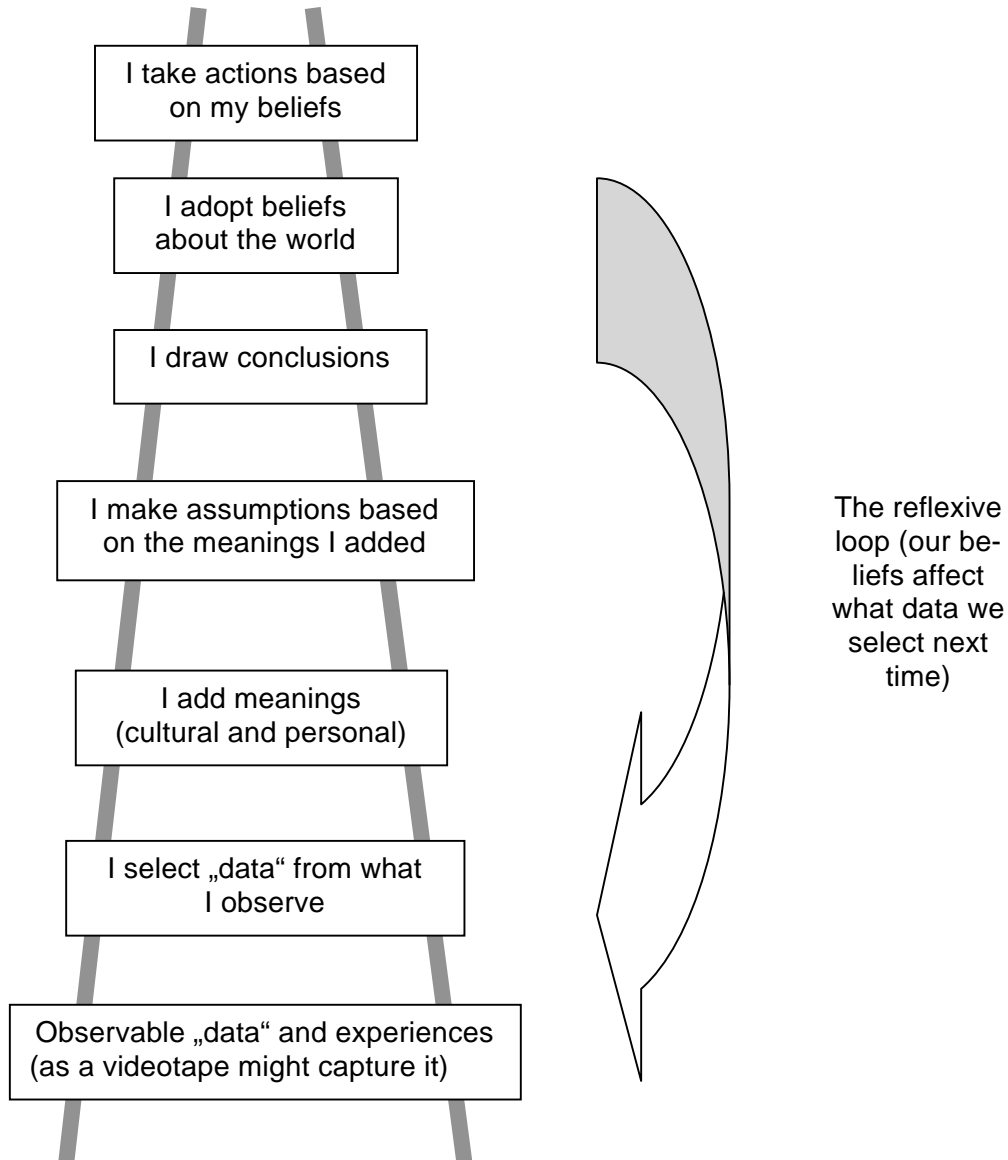 I take actions based
on my beliefs
I adopt beliefs
about the world
I draw conclusions
I make assumptions based
on the meanings I added
I add meanings
(cultural and personal)
I select „data“ from what
I observe
Observable „data“ and experiences
(as a videotape might capture it)
The reflexive
loop (our be-
liefs affect
what data we
select next
time)